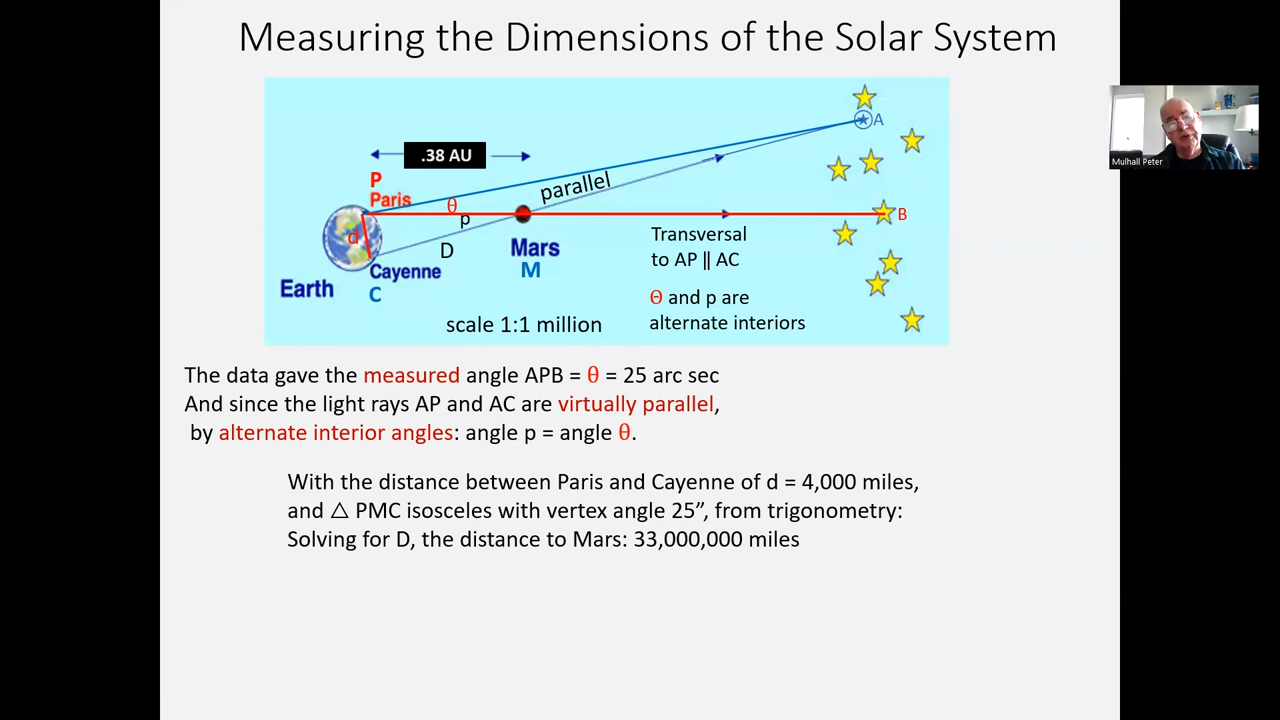 Measuring the Dimensions of the Solar System
A
.38 AU
P
Paris
parallel
θ
p
B
d
D
Mars
M
Transversal
to AP ǁ AC
Cayenne
C
Earth
Θ and p are
alternate interiors
scale 1:1 million
The data gave the measured angle APB = θ = 25 arc sec
And since the light rays AP and AC are virtually parallel,
by alternate interior angles: angle p = angle θ.
With the distance between Paris and Cayenne of d = 4,000 miles,
and △ PMC isosceles with vertex angle 25”, from trigonometry:
Solving for D, the distance to Mars: 33,000,000 miles
Mulhall Peter